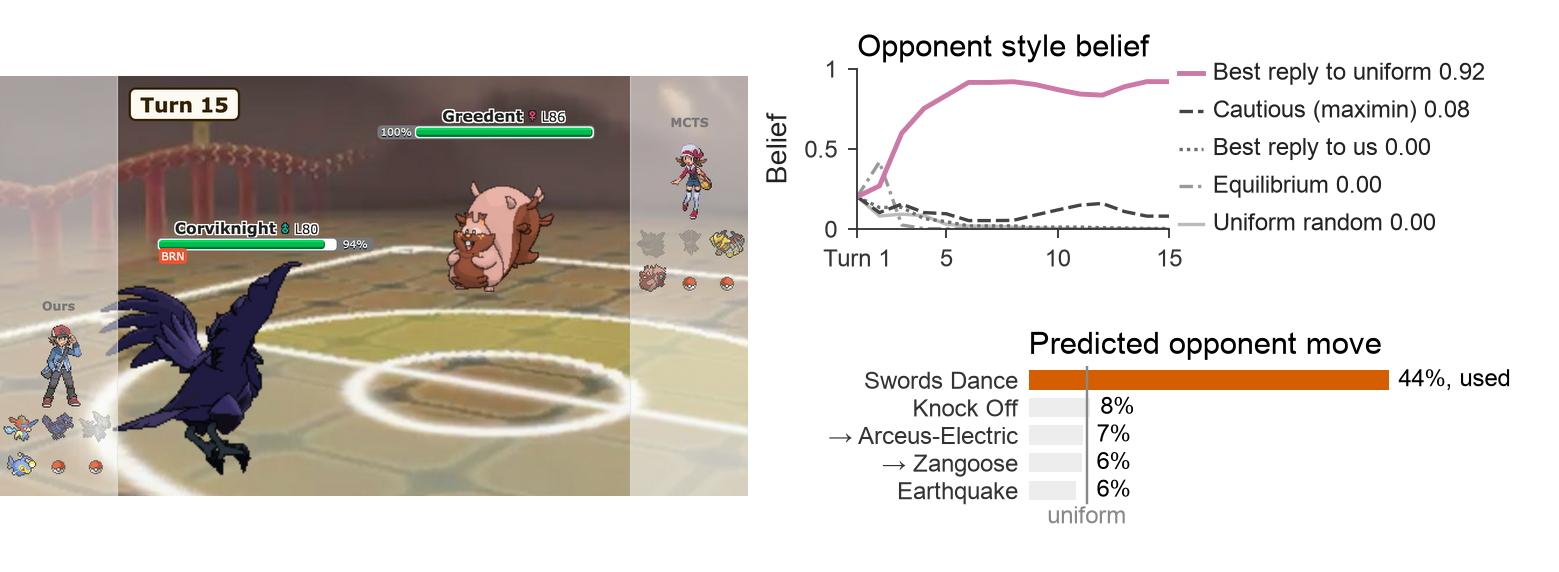 Turn 15
Greedent ♀ L86
100%
MCTS
Corviknight ♂ L80
94%
BRN
Ours
Opponent style belief
Belief
1
0.5
0
Turn 1
5
10
15
Best reply to uniform 0.92
Cautious (maximin) 0.08
Best reply to us 0.00
Equilibrium 0.00
Uniform random 0.00
Predicted opponent move
Swords Dance 44%, used
Knock Off 8%
→ Arceus-Electric 7%
→ Zangoose 6%
Earthquake 6%
uniform